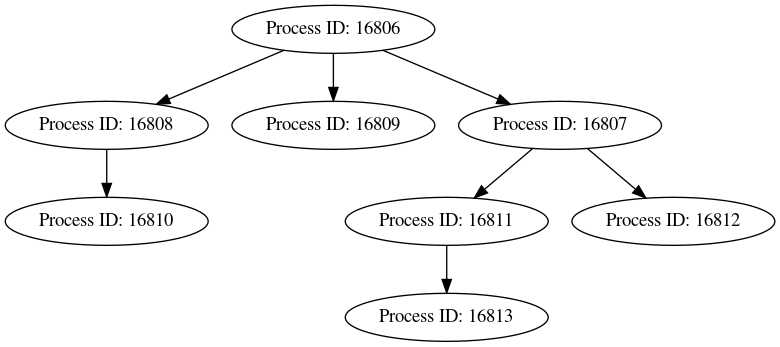 Process ID: 16806
Process ID: 16808
Process ID: 16809
Process ID: 16807
Process ID: 16810
Process ID: 16811
Process ID: 16812
Process ID: 16813